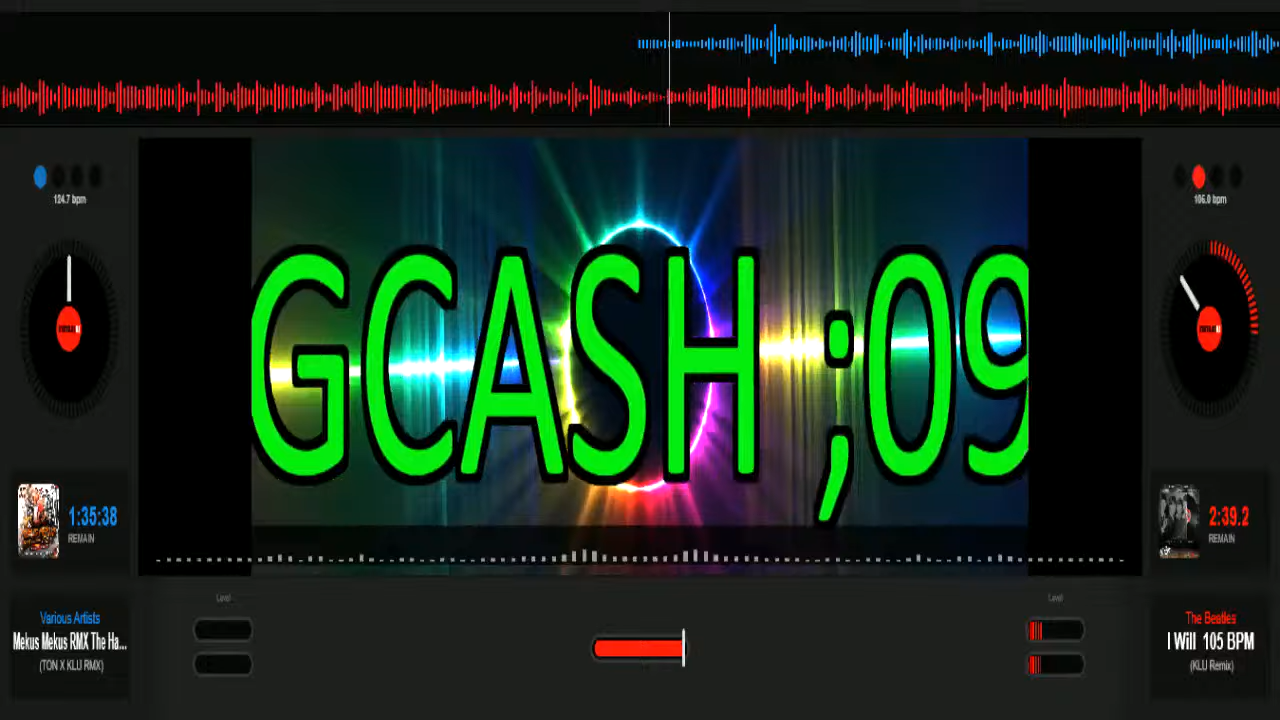 124.7 bpm
106.0 bpm
GCASH ;09
1:35:38
REMAIN
2:39.2
REMAIN
Various Artists
Mekus Mekus RMX The Ha...
(TON X KLU RMX)
Level
Level
The Beatles
I Will 105 BPM
(KLU Remix)